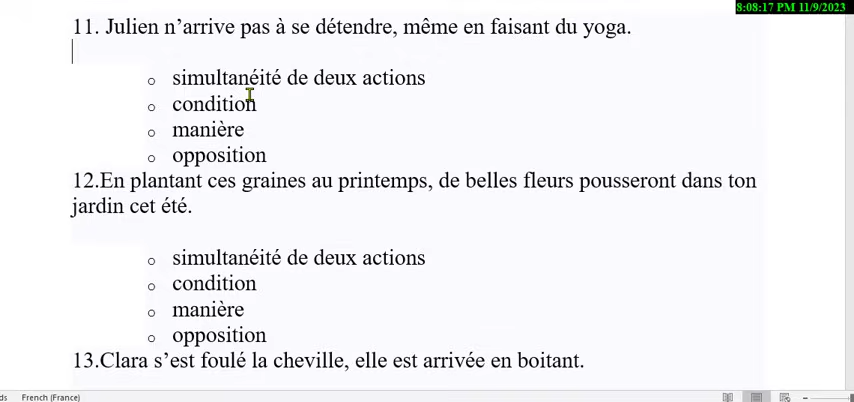 8:08:17 PM 11/9/2023
11. Julien n’arrive pas à se détendre, même en faisant du yoga.
o simultanéité de deux actions
o condition
o manière
o opposition
12.En plantant ces graines au printemps, de belles fleurs pousseront dans ton
jardin cet été.
o simultanéité de deux actions
o condition
o manière
o opposition
13.Clara s’est foulé la cheville, elle est arrivée en boitant.
ds French (France)